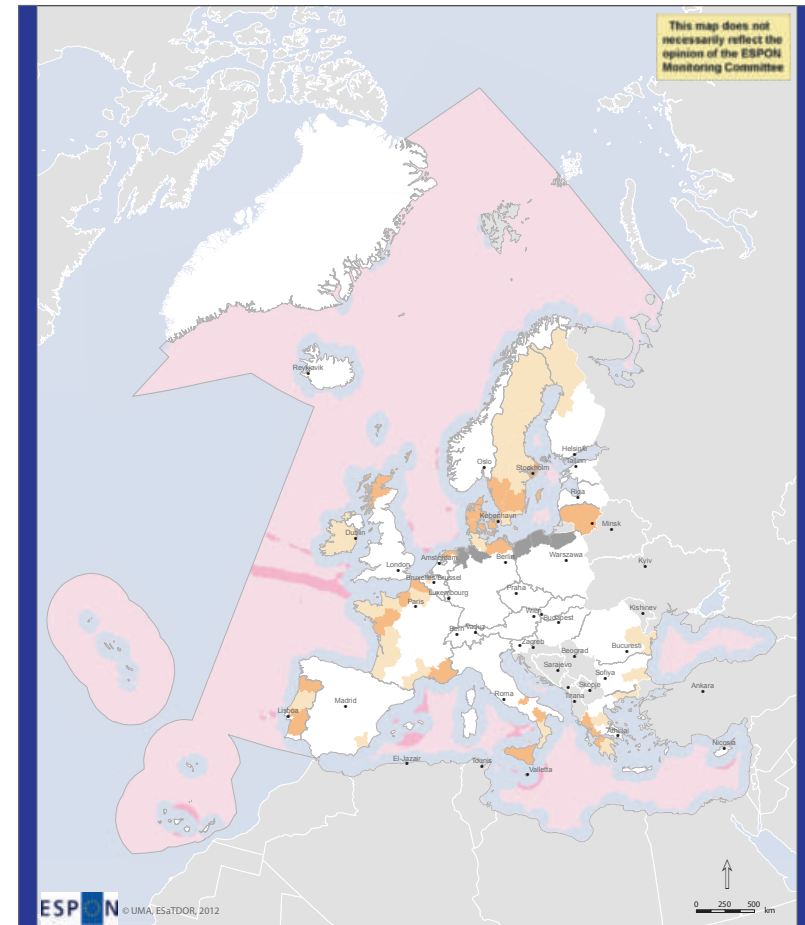 This map does not
necessarily reflect the
opinion of the ESPON
Monitoring Committee
Reykjavik
Helsinki
Tallinn
Oslo
Stockholm
Riga
København
Minsk
Dublin
Amsterdam
Berlin
Warszawa
London
Kyiv
Bruxelles/Brussel
Luxembourg
Praha
Paris
Kishinev
Wien
Budapest
Bern
Vaduz
Zagreb
Beograd
Bucuresti
Sarajevo
Sofiya
Skopje
Ankara
Roma
Tirana
Madrid
Lisboa
Athinai
Nicosia
El-Jazair
Tounis
Valletta
ESPON © UMA, ESaTDOR, 2012
0 250 500
km